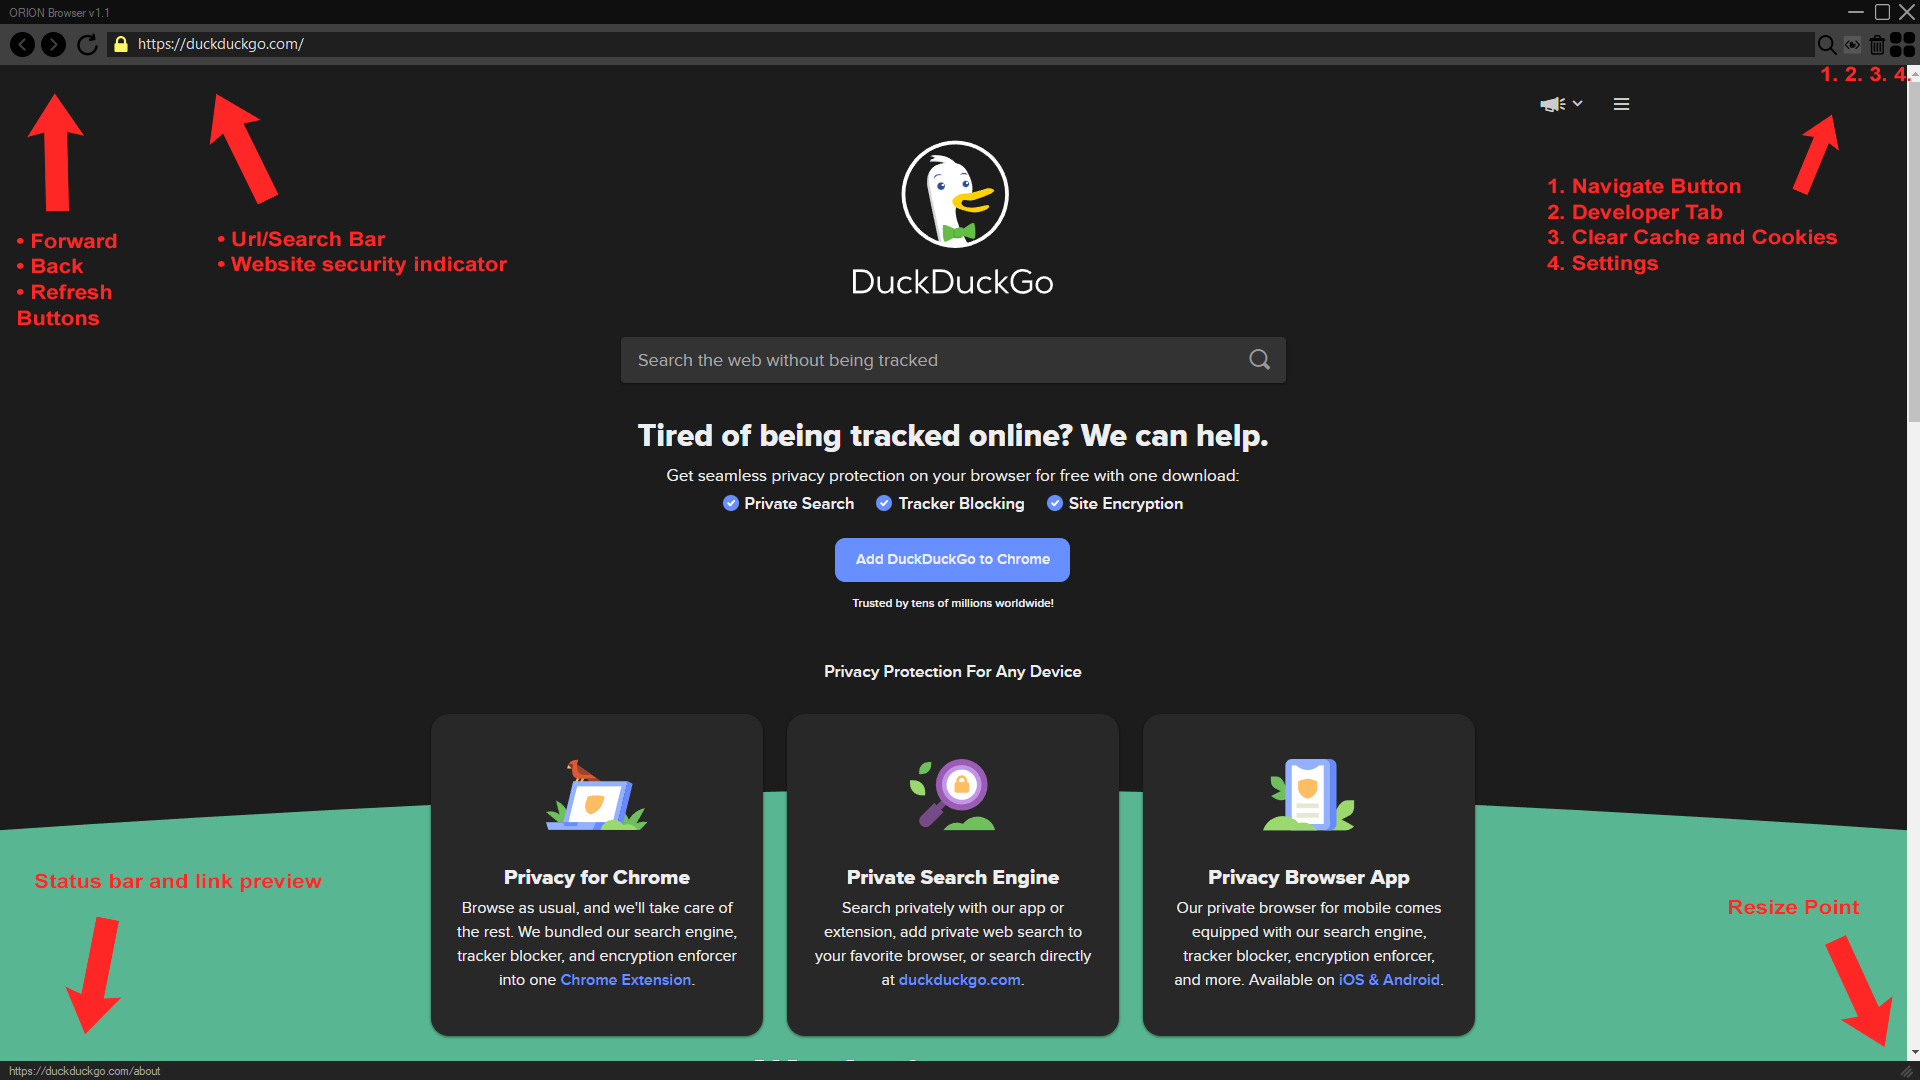 ORION Browser v1.1
https://duckduckgo.com/
1. 2. 3. 4.
• Forward
• Back
• Refresh
Buttons
• Url/Search Bar
• Website security indicator
1. Navigate Button
2. Developer Tab
3. Clear Cache and Cookies
4. Settings
DuckDuckGo
Search the web without being tracked
Tired of being tracked online? We can help.
Get seamless privacy protection on your browser for free with one download:
Private Search Tracker Blocking Site Encryption
Add DuckDuckGo to Chrome
Trusted by tens of millions worldwide!
Privacy Protection For Any Device
Privacy for Chrome
Browse as usual, and we'll take care of
the rest. We bundled our search engine,
tracker blocker, and encryption enforcer
into one Chrome Extension.
Private Search Engine
Search privately with our app or
extension, add private web search to
your favorite browser, or search directly
at duckduckgo.com.
Privacy Browser App
Our private browser for mobile comes
equipped with our search engine,
tracker blocker, encryption enforcer,
and more. Available on iOS & Android.
Status bar and link preview
Resize Point
https://duckduckgo.com/about